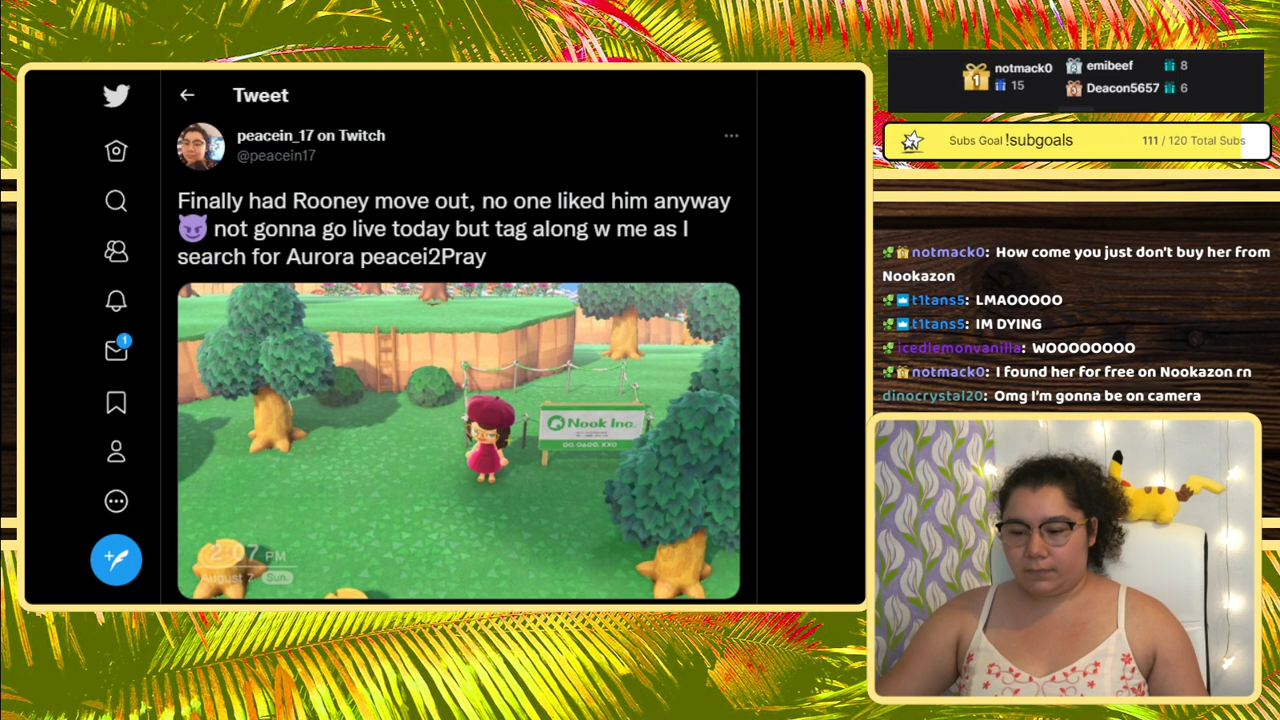 Tweet
peacein_17 on Twitch
@peacein17
Finally had Rooney move out, no one liked him anyway
😈 not gonna go live today but tag along w me as I
search for Aurora peacei2Pray
Nook Inc.
2:07 PM
August 7 Sun.
1
1
notmack0
15
2
emibeef
8
3
Deacon5657
6
Subs Goal !subgoals
111 / 120 Total Subs
notmack0: How come you just don't buy her from
Nookazon
t1tans5: LMAOOOOO
t1tans5: IM DYING
icedlemonvanilla: WOOOOOOOO
notmack0: I found her for free on Nookazon rn
dinocrystal20: Omg I'm gonna be on camera